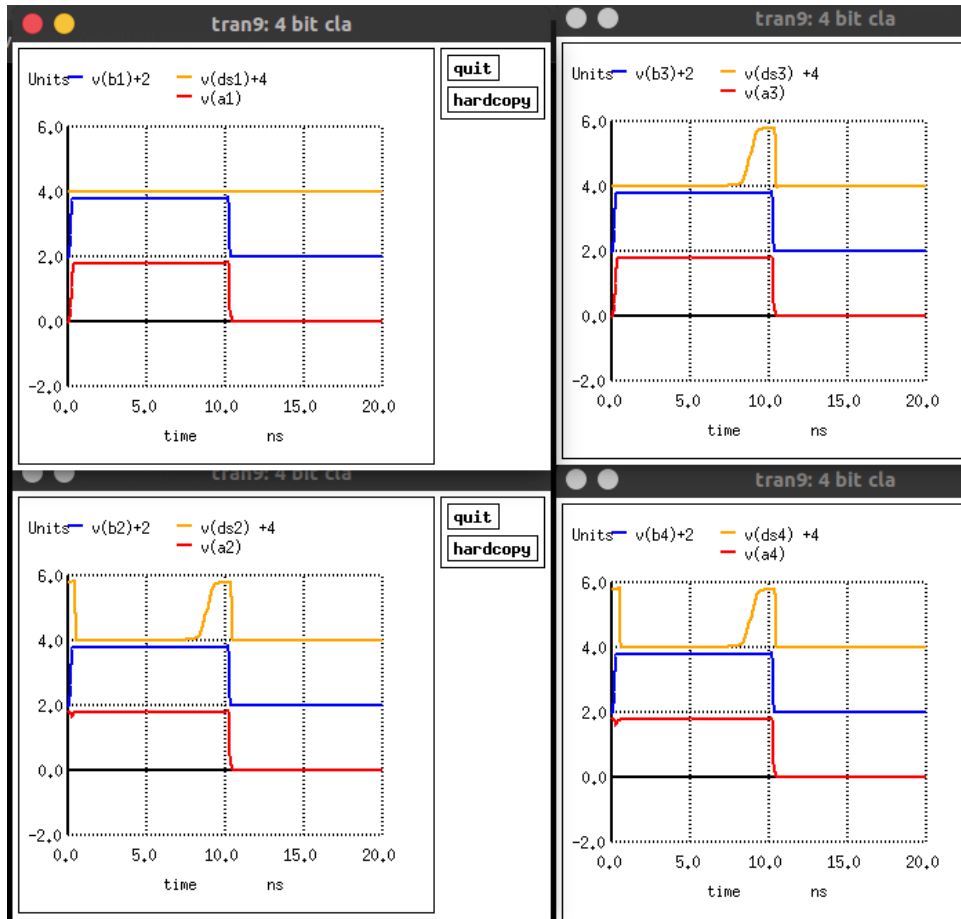 tran9: 4 bit cla
Units v(b1)+2 v(ds1)+4
v(a1)
quit
hardcopy
6.0
4.0
2.0
0.0
-2.0
0.0 5.0 10.0 15.0 20.0
time ns
tran9: 4 bit cla
Units v(b3)+2 v(ds3) +4
v(a3)
6.0
4.0
2.0
0.0
-2.0
0.0 5.0 10.0 15.0 20.0
time ns
tran9: 4 bit cla
Units v(b2)+2 v(ds2) +4
v(a2)
quit
hardcopy
6.0
4.0
2.0
0.0
-2.0
0.0 5.0 10.0 15.0 20.0
time ns
tran9: 4 bit cla
Units v(b4)+2 v(ds4) +4
v(a4)
6.0
4.0
2.0
0.0
-2.0
0.0 5.0 10.0 15.0 20.0
time ns